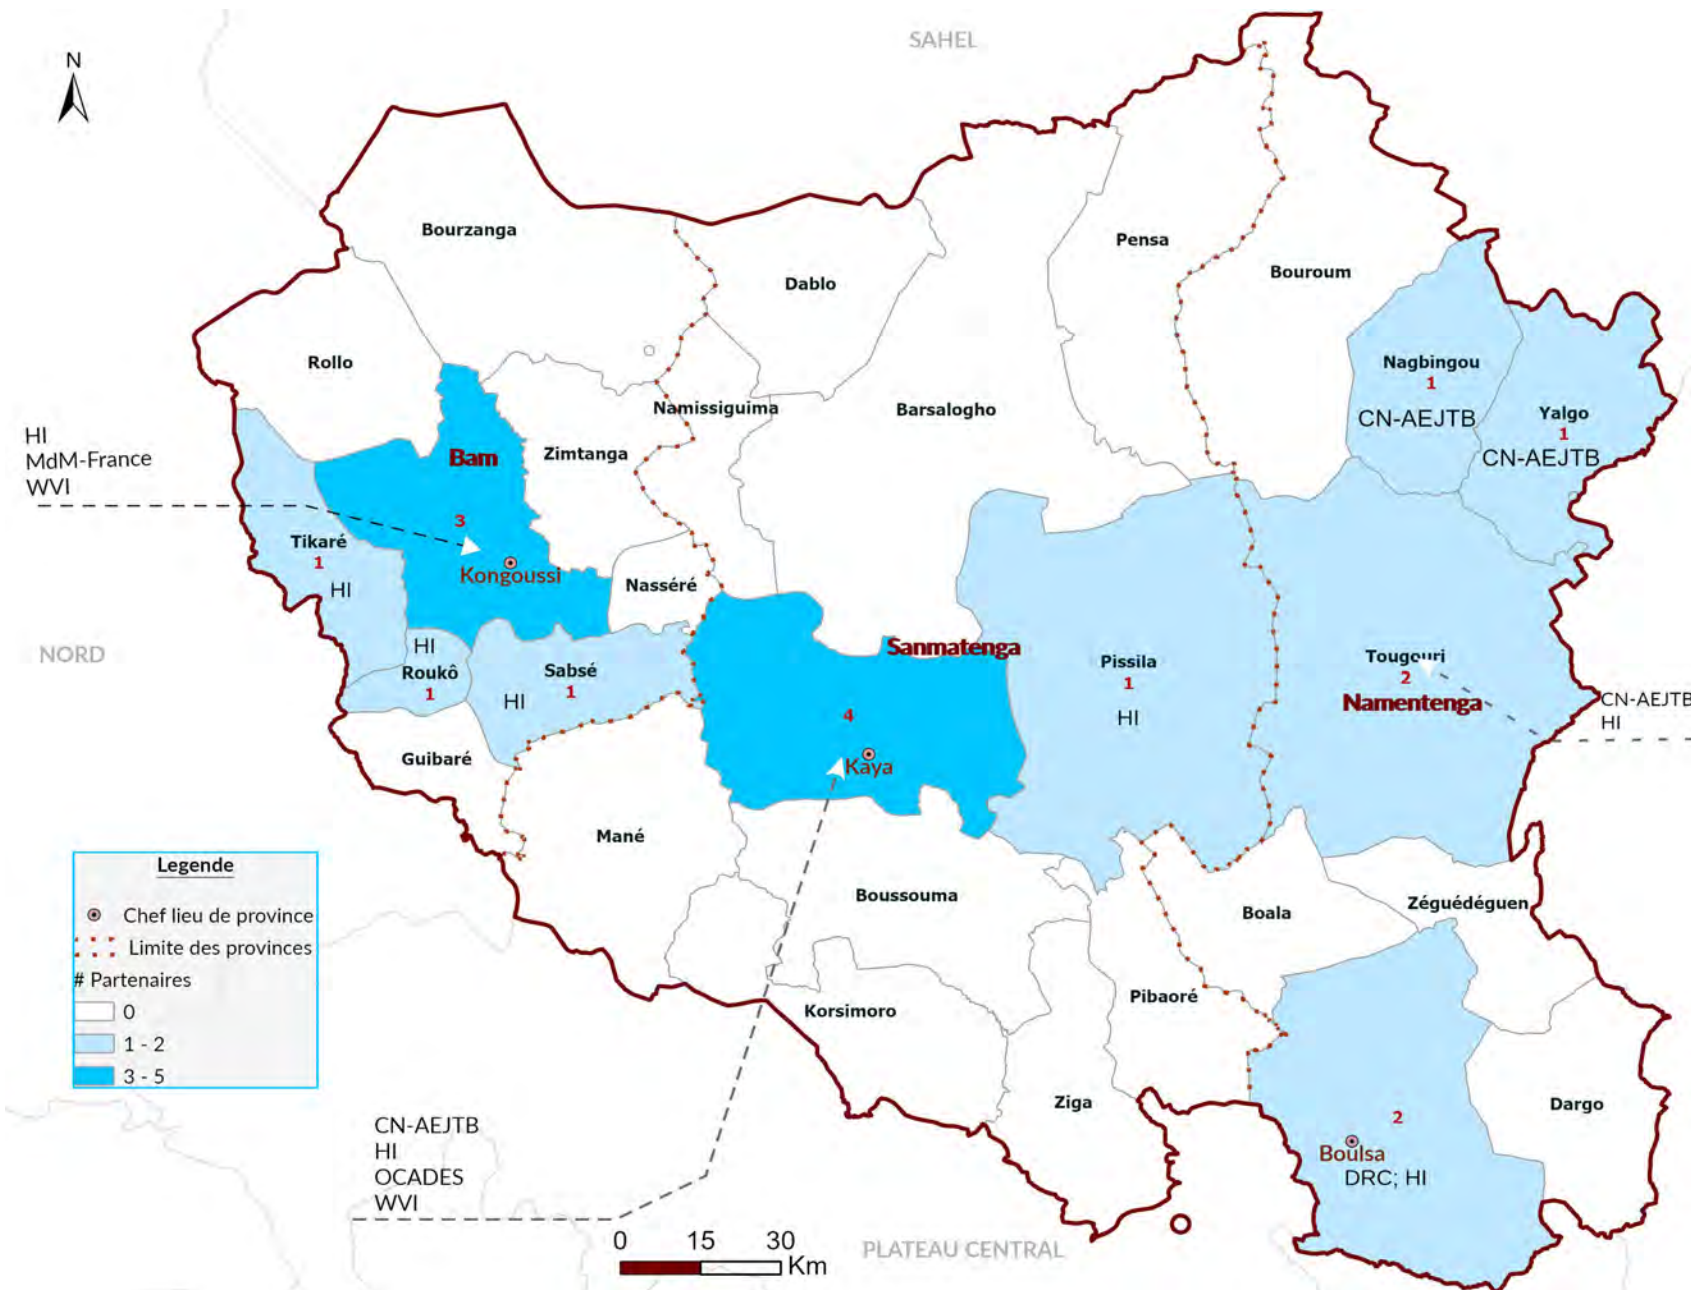 SAHEL
N
Bourzanga
Pensa
Bouroum
Dablo
Rollo
Nagbingou
1
CN-AEJTB
Namissiguima
Barsalogho
Yalgo
1
CN-AEJTB
HI
MdM-France
WVI
Bam
Zimtanga
3
Tikaré
1
HI
Kongoussi
Nasséré
NORD
HI
Roukô
1
Sabsé
1
HI
Sanmatenga
Pissila
1
HI
Tougouri
2
Namentenga
CN-AEJTB
HI
4
Kaya
Guibaré
Mané
Boussouma
Boala
Zéguédéguen
Legende
Chef lieu de province
Limite des provinces
# Partenaires
0
1 - 2
3 - 5
Korsimoro
Pibaoré
Ziga
Dargo
2
Boulsa
DRC; HI
CN-AEJTB
HI
OCADES
WVI
PLATEAU CENTRAL
0 15 30
Km